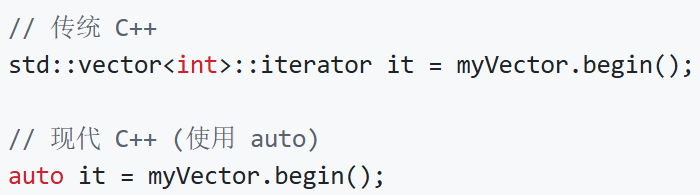 // 传统 C++
std::vector<int>::iterator it = myVector.begin();
// 现代 C++ (使用 auto)
auto it = myVector.begin();